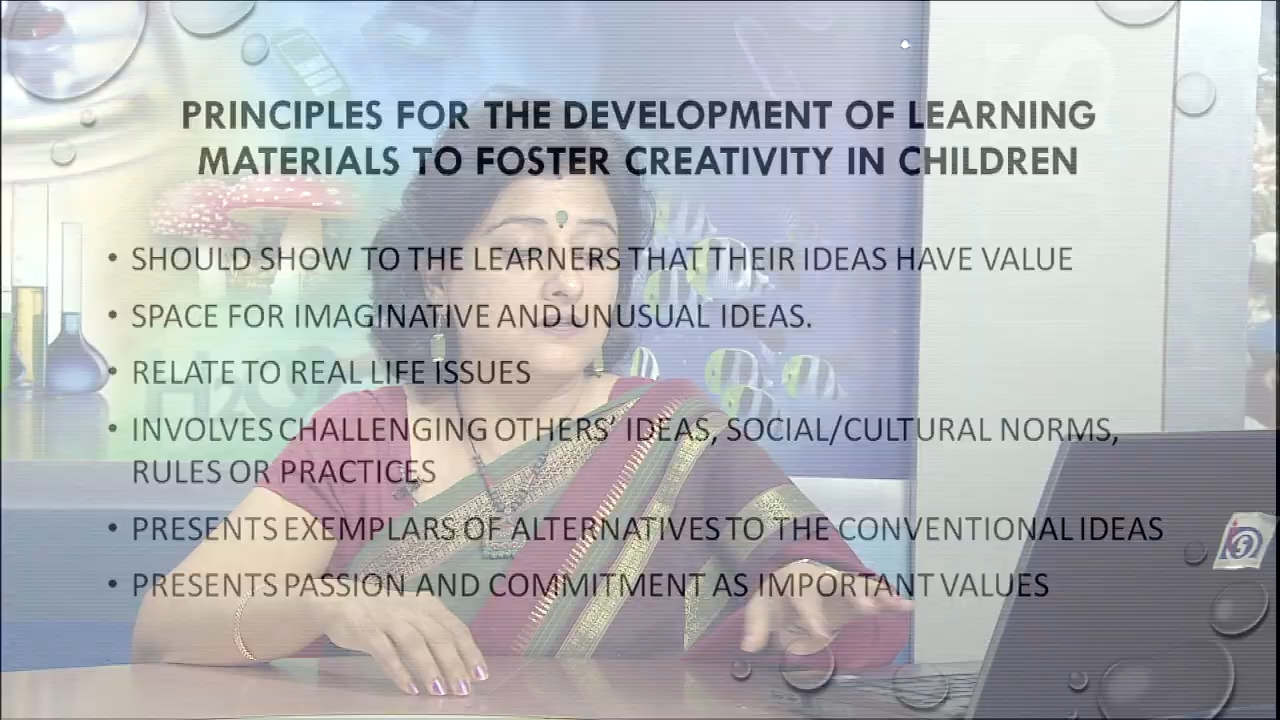 PRINCIPLES FOR THE DEVELOPMENT OF LEARNING
MATERIALS TO FOSTER CREATIVITY IN CHILDREN
• SHOULD SHOW TO THE LEARNERS THAT THEIR IDEAS HAVE VALUE
• SPACE FOR IMAGINATIVE AND UNUSUAL IDEAS.
• RELATE TO REAL LIFE ISSUES
H2O
• INVOLVES CHALLENGING OTHERS' IDEAS, SOCIAL/CULTURAL NORMS,
RULES OR PRACTICES
• PRESENTS EXEMPLARS OF ALTERNATIVES TO THE CONVENTIONAL IDEAS
• PRESENTS PASSION AND COMMITMENT AS IMPORTANT VALUES